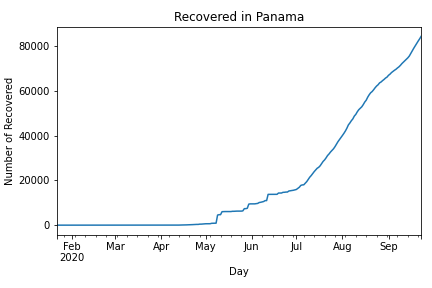 Recovered in Panama
Number of Recovered
80000
60000
40000
20000
0
Feb Mar Apr May Jun Jul Aug Sep
2020
Day